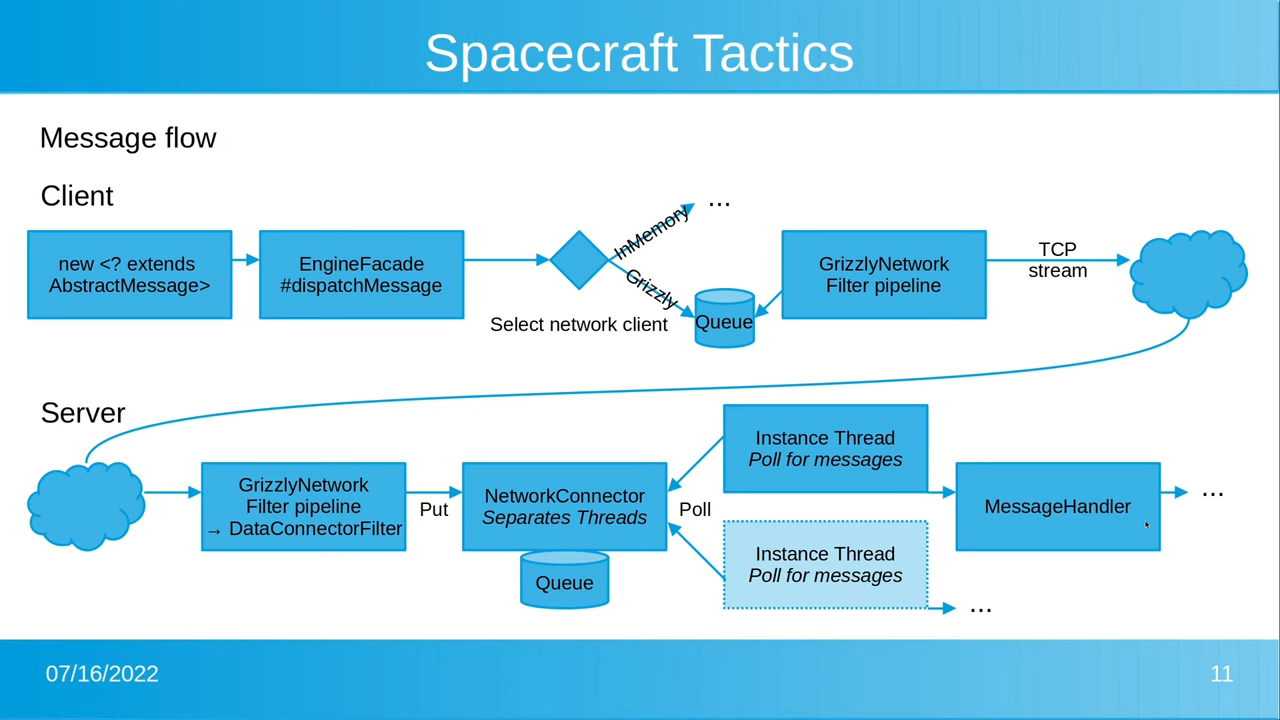 Spacecraft Tactics
Message flow
Client
new <? extends
AbstractMessage>
EngineFacade
#dispatchMessage
InMemory
...
Grizzly
Select network client
Queue
GrizzlyNetwork
Filter pipeline
TCP
stream
Server
GrizzlyNetwork
Filter pipeline
→ DataConnectorFilter
Put
NetworkConnector
Separates Threads
Queue
Poll
Instance Thread
Poll for messages
Instance Thread
Poll for messages
MessageHandler
...
...
07/16/2022
11